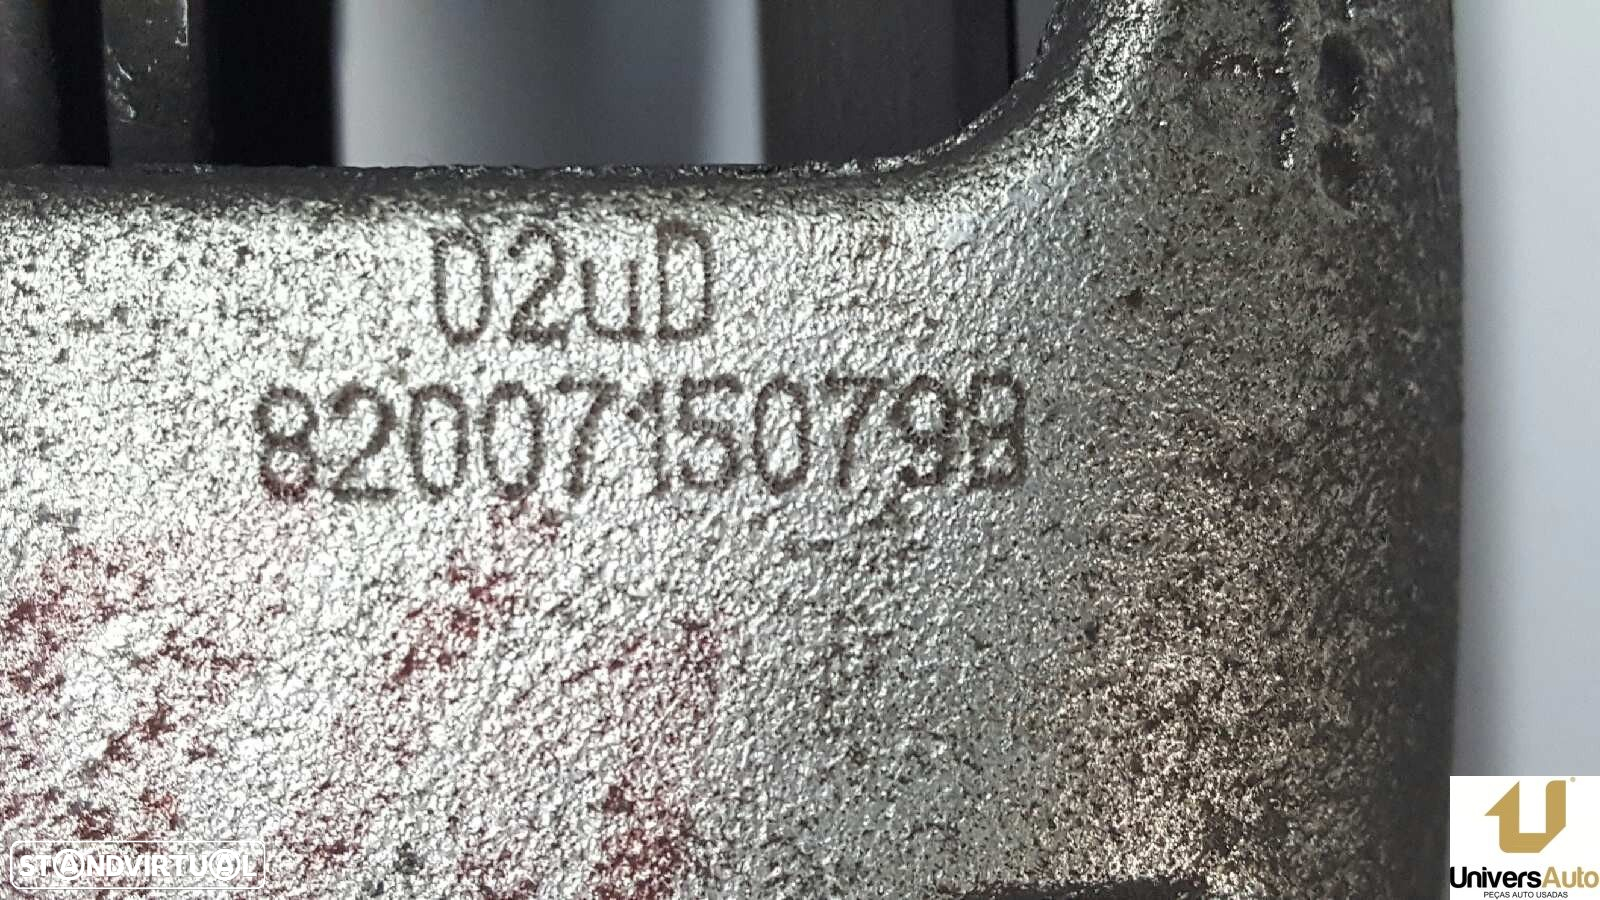 02uD
8200715079B
STANDVIRTUAL
UniversAuto
PEÇAS AUTO USADAS